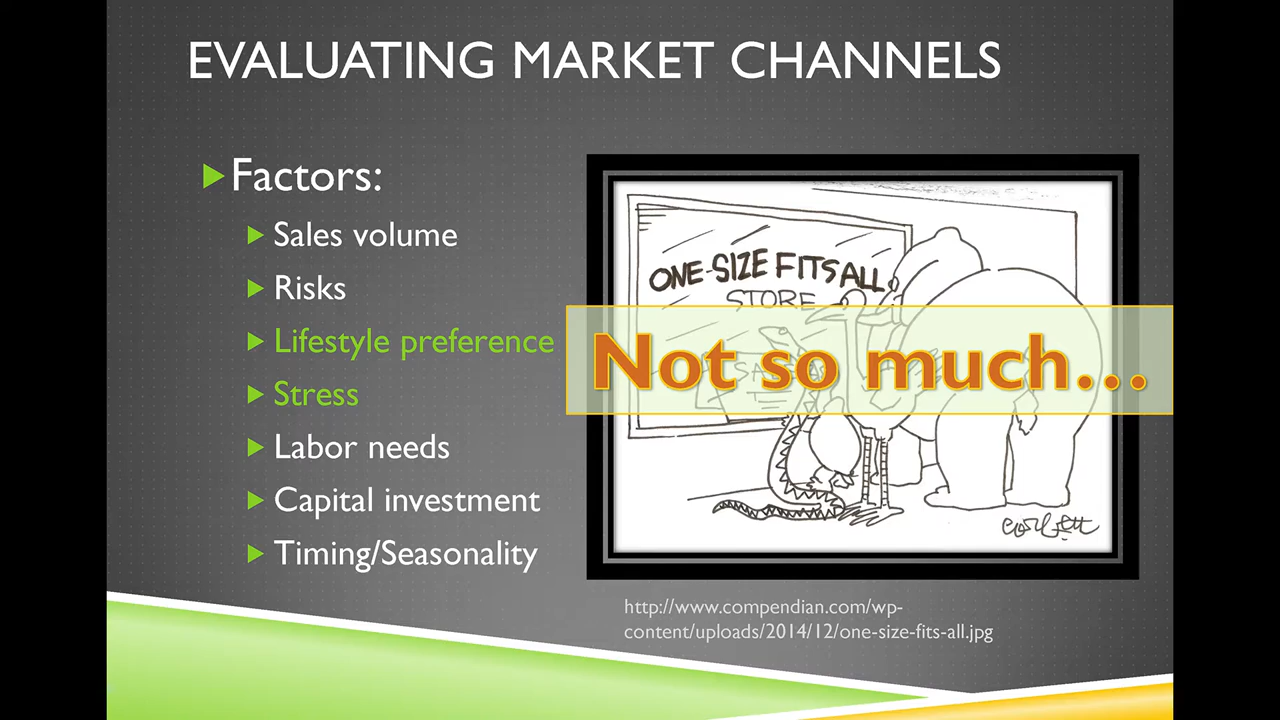 EVALUATING MARKET CHANNELS
Factors:
Sales volume
Risks
Lifestyle preference
Stress
Labor needs
Capital investment
Timing/Seasonality
ONE-SIZE FITS ALL
STORE
Not so much...
Corbett
http://www.compendian.com/wp-
content/uploads/2014/12/one-size-fits-all.jpg